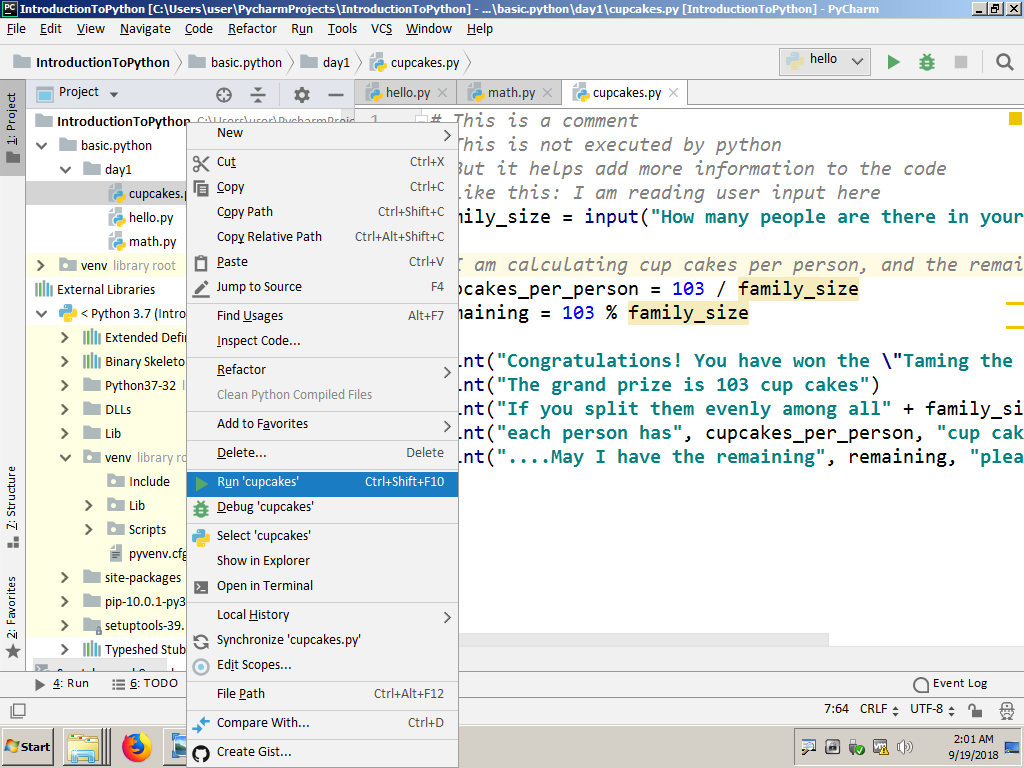 IntroductionToPython [C:\Users\user\PycharmProjects\IntroductionToPython] - ...\basic.python\day1\cupcakes.py [IntroductionToPython] - PyCharm
File Edit View Navigate Code Refactor Run Tools VCS Window Help
IntroductionToPython basic.python day1 cupcakes.py hello
1: Project
7: Structure
2: Favorites
Project
IntroductionToPython C:\Users\user\PycharmProje
basic.python
day1
cupcakes.p
hello.py
math.py
venv library root
External Libraries
< Python 3.7 (Intro
Extended Defin
Binary Skeleto
Python37-32
DLLs
Lib
venv library ro
Include
Lib
Scripts
pyvenv.cfg
site-packages
pip-10.0.1-py3
setuptools-39.
Typeshed Stub
hello.py math.py cupcakes.py
1 # This is a comment
This is not executed by python
But it helps add more information to the code
like this: I am reading user input here
mily_size = input("How many people are there in your
I am calculating cup cakes per person, and the remai
pcakes_per_person = 103 / family_size
maining = 103 % family_size
int("Congratulations! You have won the \"Taming the
int("The grand prize is 103 cup cakes")
int("If you split them evenly among all" + family_si
int("each person has", cupcakes_per_person, "cup cak
int("....May I have the remaining", remaining, "plea
New
Cut Ctrl+X
Copy Ctrl+C
Copy Path Ctrl+Shift+C
Copy Relative Path Ctrl+Alt+Shift+C
Paste Ctrl+V
Jump to Source F4
Find Usages Alt+F7
Inspect Code...
Refactor
Clean Python Compiled Files
Add to Favorites
Delete... Delete
Run 'cupcakes' Ctrl+Shift+F10
Debug 'cupcakes'
Select 'cupcakes'
Show in Explorer
Open in Terminal
Local History
Synchronize 'cupcakes.py'
Edit Scopes...
File Path Ctrl+Alt+F12
Compare With... Ctrl+D
Create Gist...
4: Run 6: TODO Event Log
7:64 CRLF UTF-8
Start
2:01 AM
9/19/2018